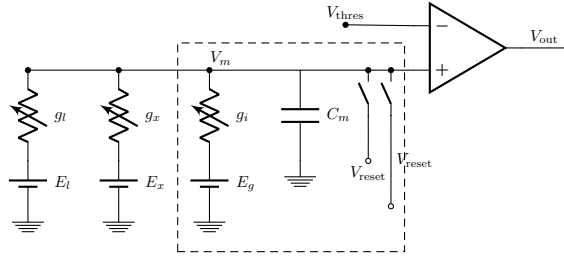 V_thres
−
V_m
V_out
+
g_l
g_x
g_i
C_m
V_reset
V_reset
E_l
E_x
E_g